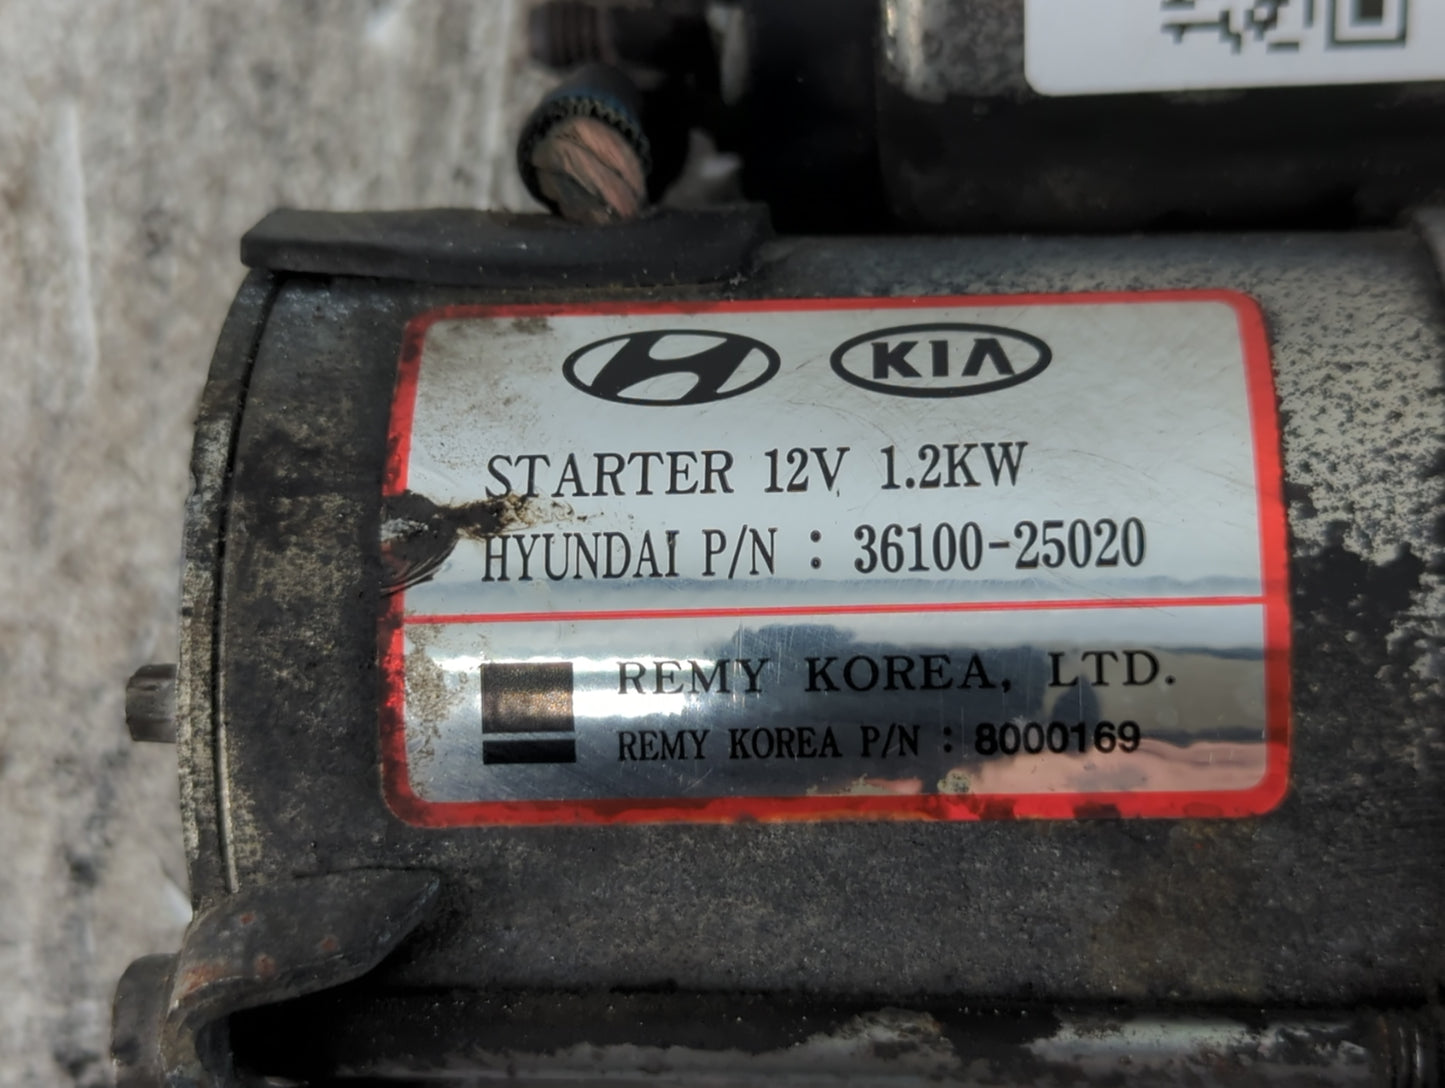 KIA
STARTER 12V 1.2KW
HYUNDAI P/N : 36100-25020
REMY KOREA, LTD.
REMY KOREA P/N : 8000169